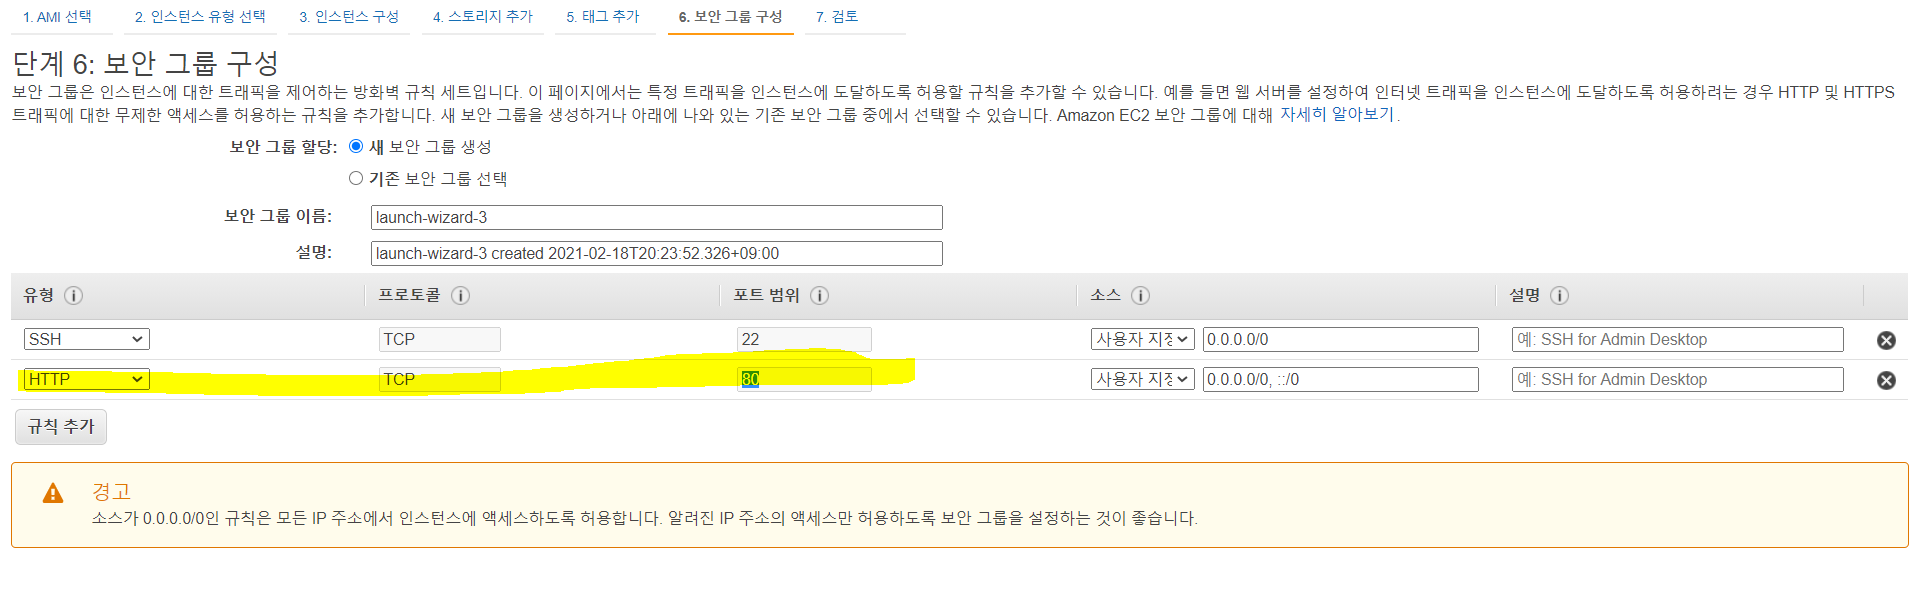 1. AMI 선택 2. 인스턴스 유형 선택 3. 인스턴스 구성 4. 스토리지 추가 5. 태그 추가 6. 보안 그룹 구성 7. 검토
단계 6: 보안 그룹 구성
보안 그룹은 인스턴스에 대한 트래픽을 제어하는 방화벽 규칙 세트입니다. 이 페이지에서는 특정 트래픽을 인스턴스에 도달하도록 허용할 규칙을 추가할 수 있습니다. 예를 들면 웹 서버를 설정하여 인터넷 트래픽을 인스턴스에 도달하도록 허용하려는 경우 HTTP 및 HTTPS
트래픽에 대한 무제한 액세스를 허용하는 규칙을 추가합니다. 새 보안 그룹을 생성하거나 아래에 나와 있는 기존 보안 그룹 중에서 선택할 수 있습니다. Amazon EC2 보안 그룹에 대해 자세히 알아보기.
보안 그룹 할당: 새 보안 그룹 생성
기존 보안 그룹 선택
보안 그룹 이름: launch-wizard-3
설명: launch-wizard-3 created 2021-02-18T20:23:52.326+09:00
유형 프로토콜 포트 범위 소스 설명
SSH TCP 22 사용자 지정 0.0.0.0/0 예: SSH for Admin Desktop
HTTP TCP 80 사용자 지정 0.0.0.0/0, ::/0 예: SSH for Admin Desktop
규칙 추가
경고
소스가 0.0.0.0/0인 규칙은 모든 IP 주소에서 인스턴스에 액세스하도록 허용합니다. 알려진 IP 주소의 액세스만 허용하도록 보안 그룹을 설정하는 것이 좋습니다.